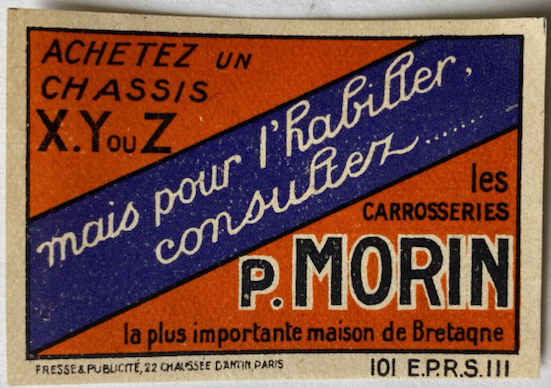 ACHETEZ UN
CHASSIS
X.Y OU Z
mais pour l'habiller,
consultez........
les
CARROSSERIES
P. MORIN
la plus importante maison de Bretagne
FRESSE & PUBLICITÉ, 22 CHAUSSÉE D'ANTIN PARIS
101 E.P.R.S. 111